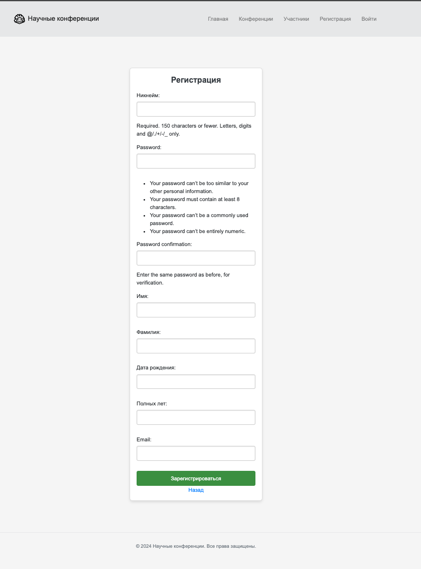 Научные конференции
Главная Конференции Участники Регистрация Войти
Регистрация
Никнейм:
Required. 150 characters or fewer. Letters, digits
and @/./+/-/_ only.
Password:
Your password can't be too similar to your
other personal information.
Your password must contain at least 8
characters.
Your password can't be a commonly used
password.
Your password can't be entirely numeric.
Password confirmation:
Enter the same password as before, for
verification.
Имя:
Фамилия:
Дата рождения:
Полных лет:
Email:
Зарегистрироваться
Назад
© 2024 Научные конференции. Все права защищены.